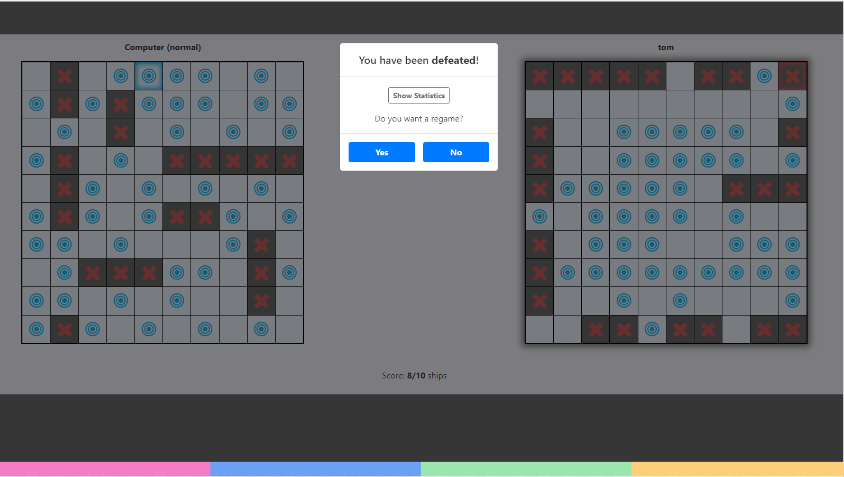 Computer (normal)
You have been defeated!
tom
Show Statistics
Do you want a regame?
Yes
No
Score: 8/10 ships